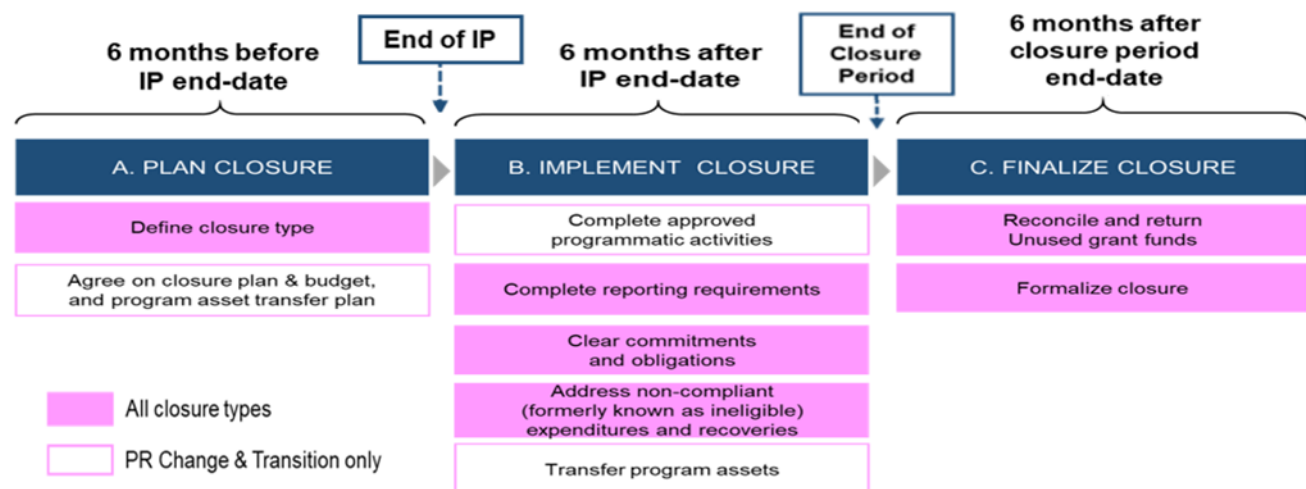 6 months before
IP end-date
End of IP
6 months after
IP end-date
End of
Closure
Period
6 months after
closure period
end-date
A. PLAN CLOSURE
B. IMPLEMENT CLOSURE
C. FINALIZE CLOSURE
Define closure type
Agree on closure plan & budget,
and program asset transfer plan
Complete approved
programmatic activities
Complete reporting requirements
Clear commitments
and obligations
Address non-compliant
(formerly known as ineligible)
expenditures and recoveries
Transfer program assets
Reconcile and return
Unused grant funds
Formalize closure
All closure types
PR Change & Transition only